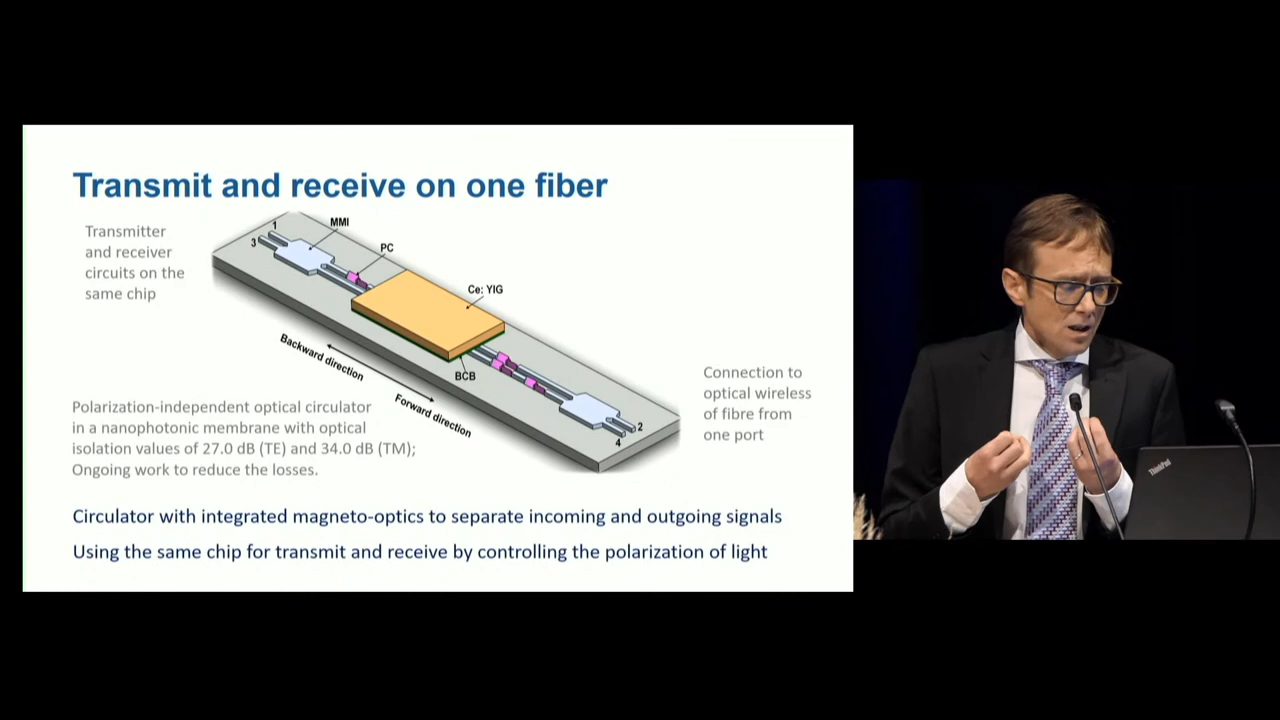 Transmit and receive on one fiber
Transmitter
and receiver
circuits on the
same chip
1
3
MMI
PC
Ce: YIG
BCB
Backward direction
Forward direction
2
4
Connection to
optical wireless
of fibre from
one port
Polarization-independent optical circulator
in a nanophotonic membrane with optical
isolation values of 27.0 dB (TE) and 34.0 dB (TM);
Ongoing work to reduce the losses.
Circulator with integrated magneto-optics to separate incoming and outgoing signals
Using the same chip for transmit and receive by controlling the polarization of light
ThinkPad